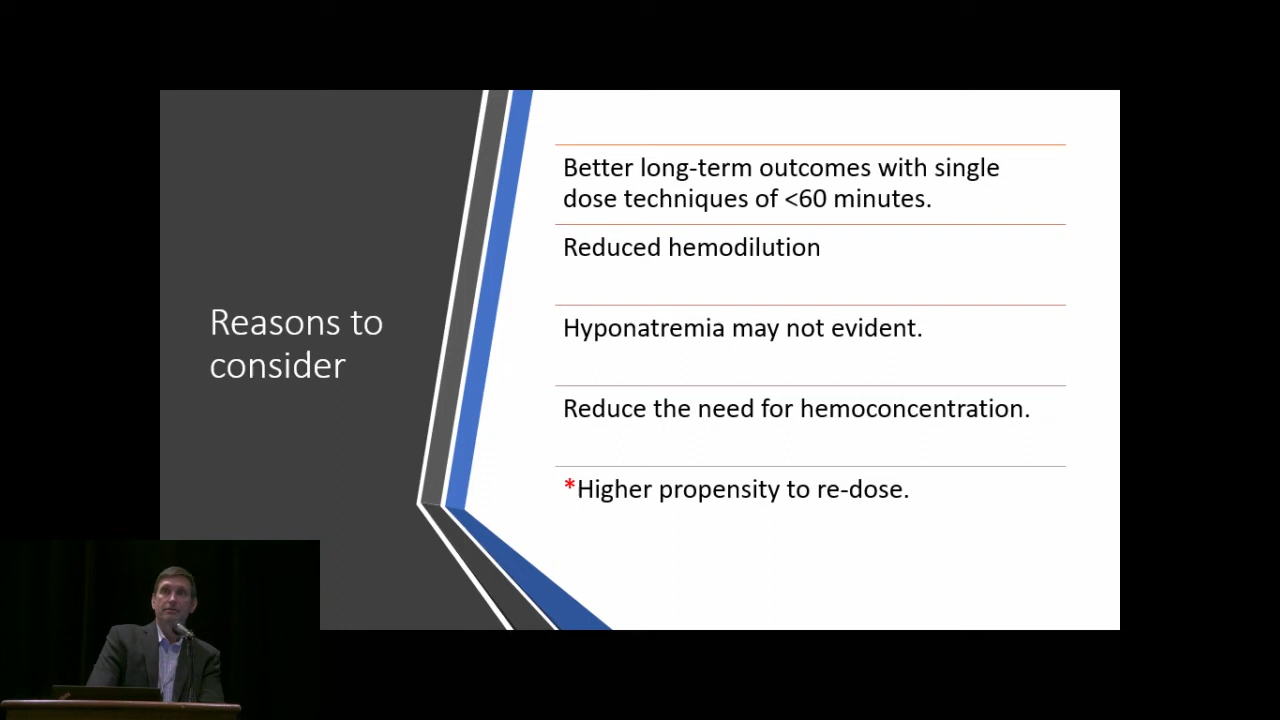 Reasons to
consider
Better long-term outcomes with single
dose techniques of <60 minutes.
Reduced hemodilution
Hyponatremia may not evident.
Reduce the need for hemoconcentration.
*Higher propensity to re-dose.